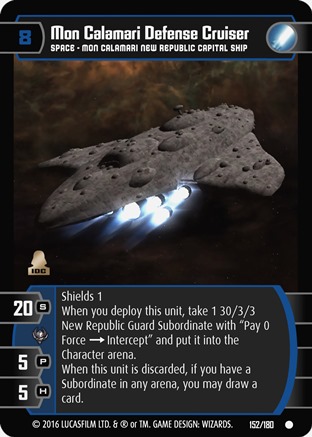 8
Mon Calamari Defense Cruiser
SPACE - MON CALAMARI NEW REPUBLIC CAPITAL SHIP
IDC
20 S
5 P
5 H
Shields 1
When you deploy this unit, take 1 30/3/3
New Republic Guard Subordinate with “Pay 0
Force → Intercept” and put it into the
Character arena.
When this unit is discarded, if you have a
Subordinate in any arena, you may draw a
card.
© 2016 LUCASFILM LTD. & ® or TM. GAME DESIGN: WIZARDS.
152/180